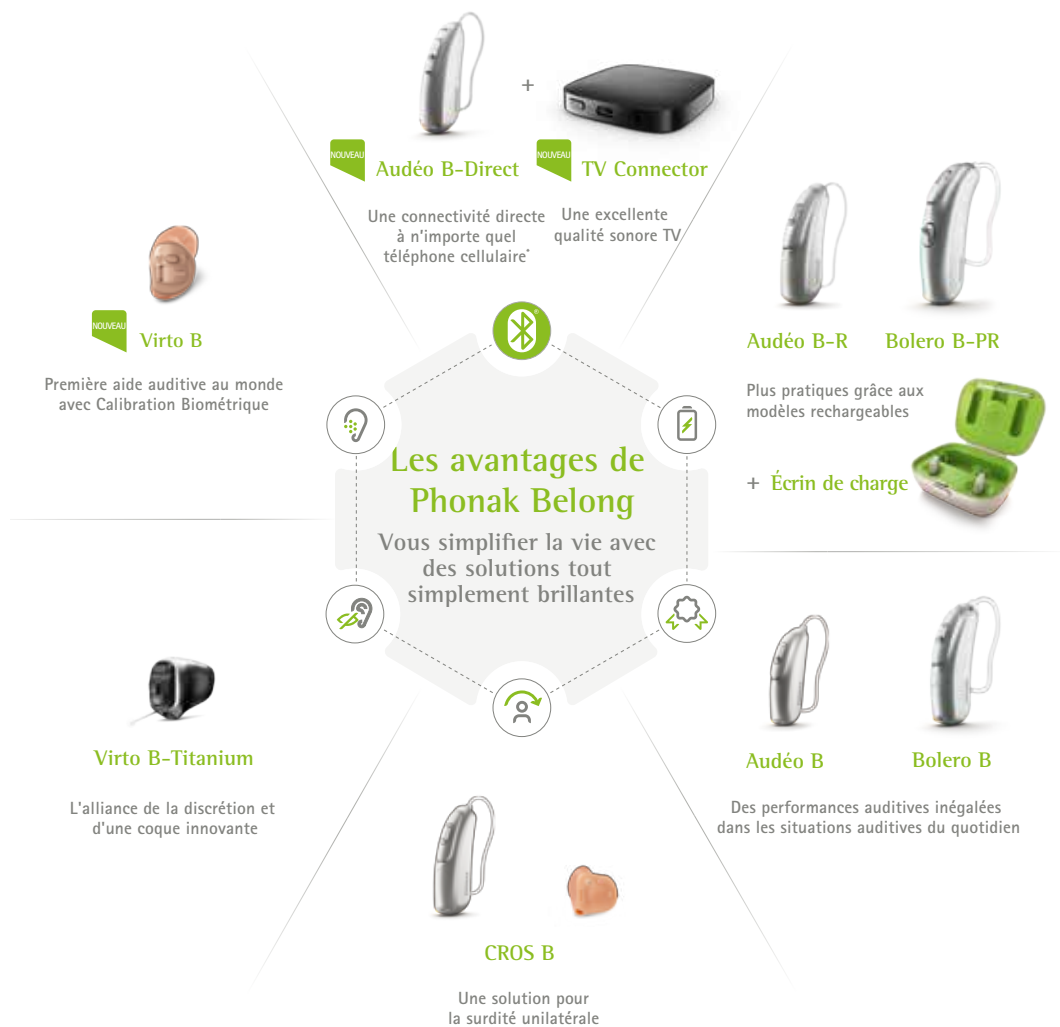 NOUVEAU
Audéo B-Direct
+
NOUVEAU
TV Connector
Une connectivité directe
à n'importe quel
téléphone cellulaire*
Une excellente
qualité sonore TV
NOUVEAU
Virto B
Première aide auditive au monde
avec Calibration Biométrique
Audéo B-R
Bolero B-PR
Plus pratiques grâce aux
modèles rechargeables
+ Écrin de charge
Les avantages de
Phonak Belong
Vous simplifier la vie avec
des solutions tout
simplement brillantes
Virto B-Titanium
L'alliance de la discrétion et
d'une coque innovante
Audéo B
Bolero B
Des performances auditives inégalées
dans les situations auditives du quotidien
CROS B
Une solution pour
la surdité unilatérale